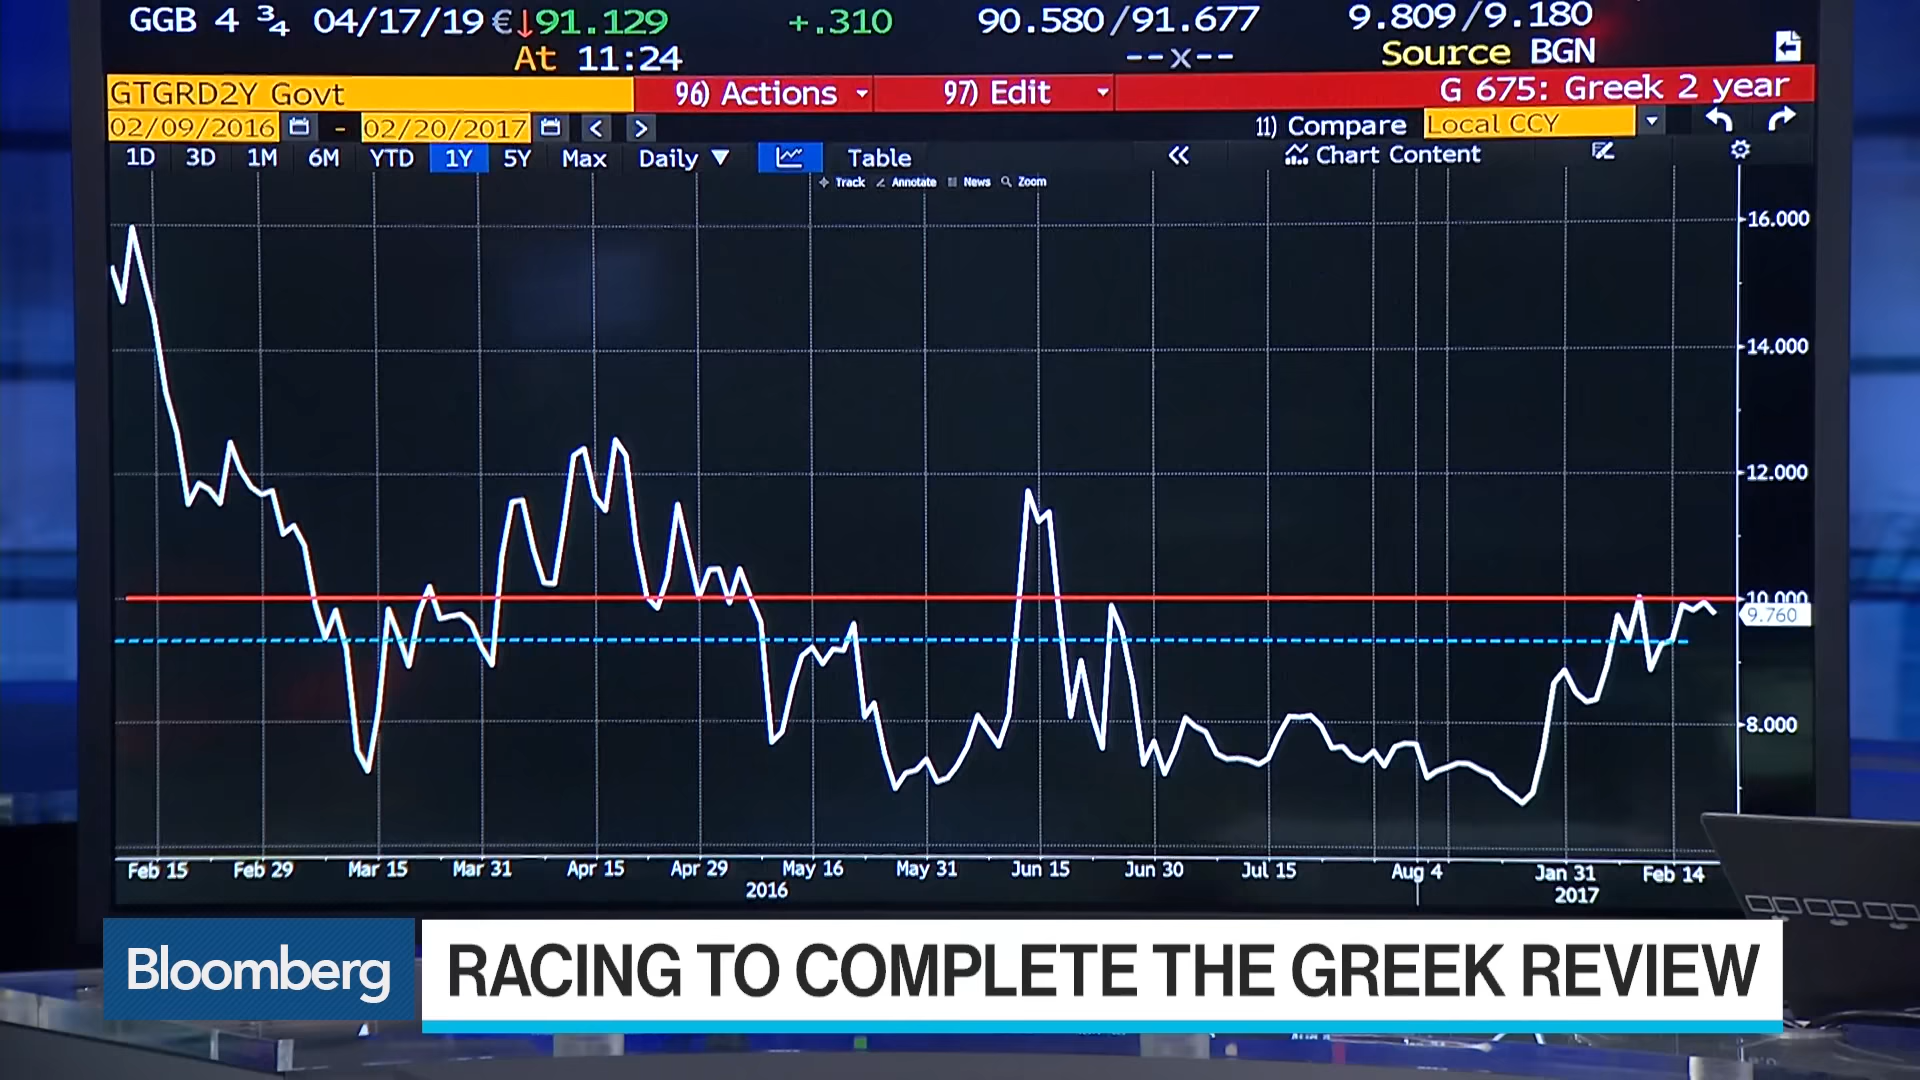 GGB 4 ¾ 04/17/19 €↓91.129 +.310 90.580/91.677 9.809/9.180
At 11:24 --x-- Source BGN
GTGRD2Y Govt 96) Actions 97) Edit G 675: Greek 2 year
02/09/2016 - 02/20/2017 < > 11) Compare Local CCY
1D 3D 1M 6M YTD 1Y 5Y Max Daily ▼ Table « Chart Content
Track Annotate News Zoom
16.000
14.000
12.000
10.000
9.760
8.000
Feb 15 Feb 29 Mar 15 Mar 31 Apr 15 Apr 29 May 16 May 31 Jun 15 Jun 30 Jul 15 Aug 4 Jan 31 Feb 14
2016 2017
Bloomberg RACING TO COMPLETE THE GREEK REVIEW